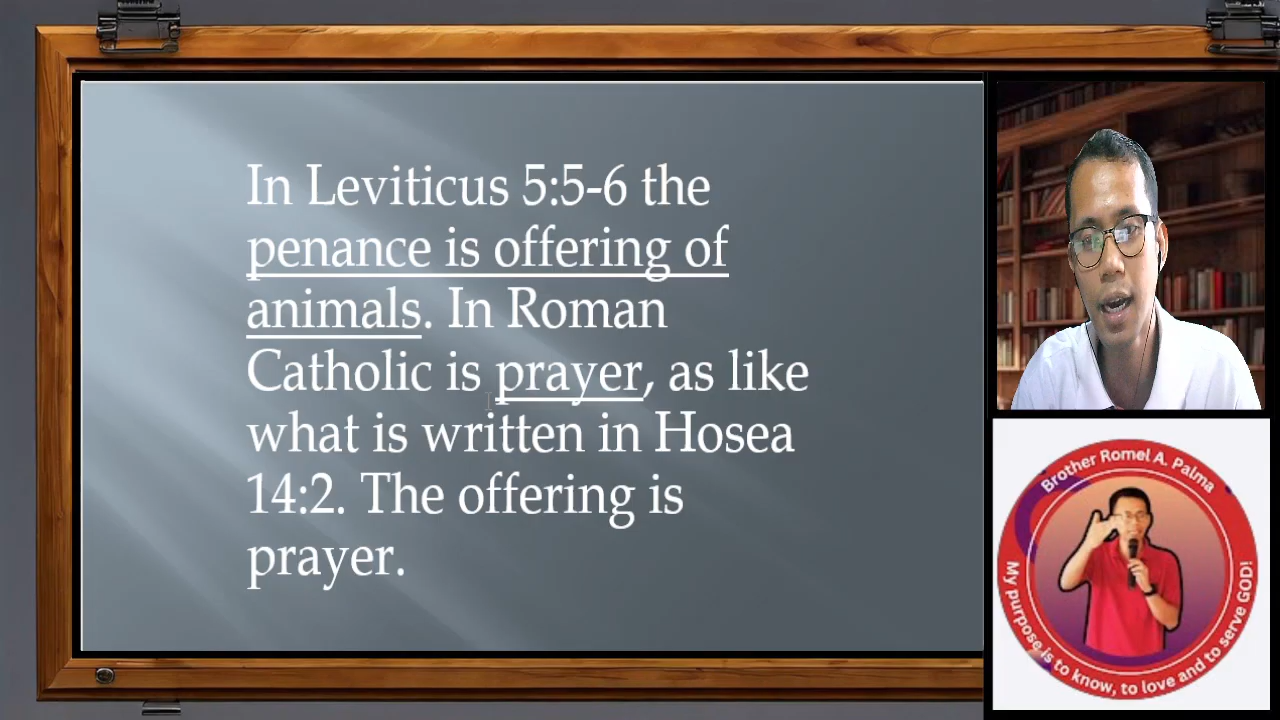 In Leviticus 5:5-6 the
penance is offering of
animals. In Roman
Catholic is prayer, as like
what is written in Hosea
14:2. The offering is
prayer.
Brother Romel A. Palma
My purpose is to know, to love and to serve GOD!